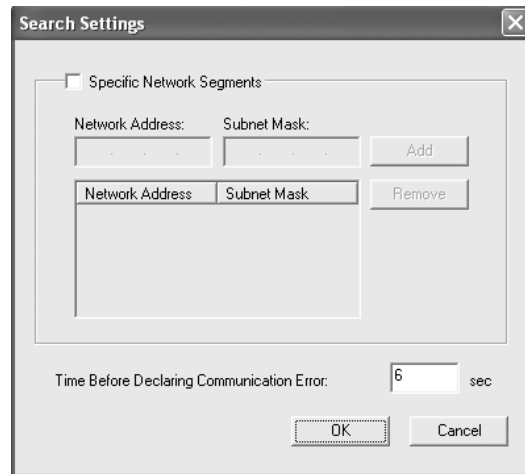 Search Settings
Specific Network Segments
Network Address: Subnet Mask:
Add
Network Address Subnet Mask
Remove
Time Before Declaring Communication Error: 6 sec
OK Cancel